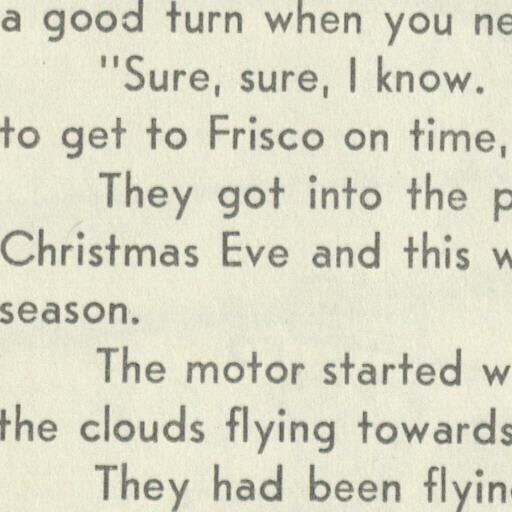 a good turn when you ne
"Sure, sure, I know.
to get to Frisco on time,
They got into the p
Christmas Eve and this w
season.
The motor started w
the clouds flying towards
They had been flyin